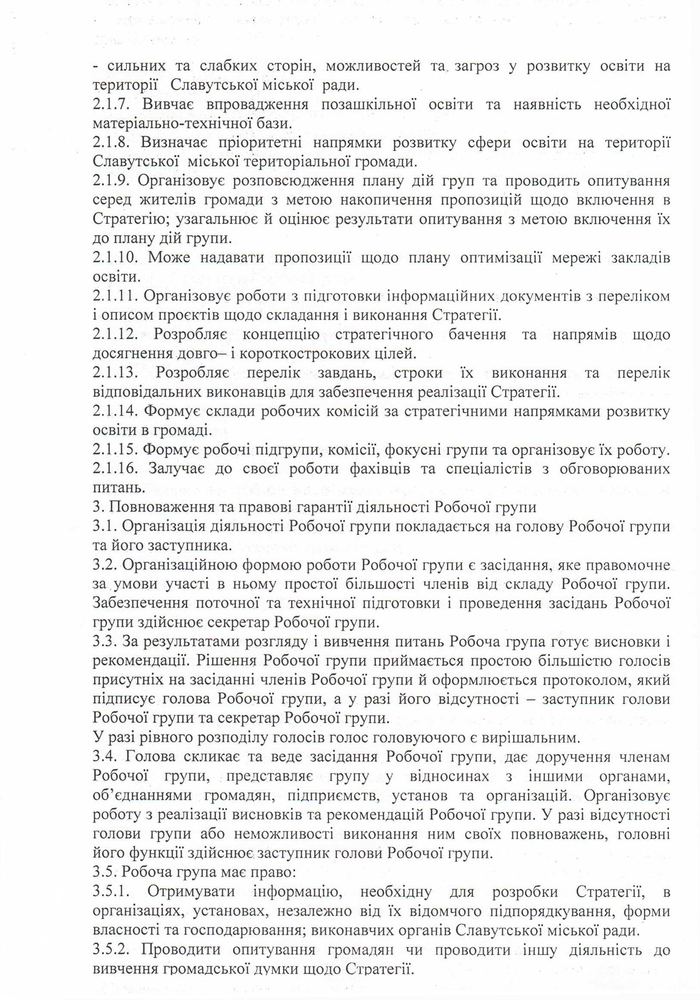 - сильних та слабких сторін, можливостей та загроз у розвитку освіти на
території Славутської міської ради.
2.1.7. Вивчає впровадження позашкільної освіти та наявність необхідної
матеріально-технічної бази.
2.1.8. Визначає пріоритетні напрямки розвитку сфери освіти на території
Славутської міської територіальної громади.
2.1.9. Організовує розповсюдження плану дій груп та проводить опитування
серед жителів громади з метою накопичення пропозицій щодо включення в
Стратегію; узагальнює й оцінює результати опитування з метою включення їх
до плану дій групи.
2.1.10. Може надавати пропозиції щодо плану оптимізації мережі закладів
освіти.
2.1.11. Організовує роботи з підготовки інформаційних документів з переліком
і описом проєктів щодо складання і виконання Стратегії.
2.1.12. Розробляє концепцію стратегічного бачення та напрямів щодо
досягнення довго– і короткострокових цілей.
2.1.13. Розробляє перелік завдань, строки їх виконання та перелік
відповідальних виконавців для забезпечення реалізації Стратегії.
2.1.14. Формує склади робочих комісій за стратегічними напрямками розвитку
освіти в громаді.
2.1.15. Формує робочі підгрупи, комісії, фокусні групи та організовує їх роботу.
2.1.16. Залучає до своєї роботи фахівців та спеціалістів з обговорюваних
питань.
3. Повноваження та правові гарантії діяльності Робочої групи
3.1. Організація діяльності Робочої групи покладається на голову Робочої групи
та його заступника.
3.2. Організаційною формою роботи Робочої групи є засідання, яке правомочне
за умови участі в ньому простої більшості членів від складу Робочої групи.
Забезпечення поточної та технічної підготовки і проведення засідань Робочої
групи здійснює секретар Робочої групи.
3.3. За результатами розгляду і вивчення питань Робоча група готує висновки і
рекомендації. Рішення Робочої групи приймається простою більшістю голосів
присутніх на засіданні членів Робочої групи й оформлюється протоколом, який
підписує голова Робочої групи, а у разі його відсутності – заступник голови
Робочої групи та секретар Робочої групи.
У разі рівного розподілу голосів голос головуючого є вирішальним.
3.4. Голова скликає та веде засідання Робочої групи, дає доручення членам
Робочої групи, представляє групу у відносинах з іншими органами,
об’єднаннями громадян, підприємств, установ та організацій. Організовує
роботу з реалізації висновків та рекомендацій Робочої групи. У разі відсутності
голови групи або неможливості виконання ним своїх повноважень, головні
його функції здійснює заступник голови Робочої групи.
3.5. Робоча група має право:
3.5.1. Отримувати інформацію, необхідну для розробки Стратегії, в
організаціях, установах, незалежно від їх відомчого підпорядкування, форми
власності та господарювання; виконавчих органів Славутської міської ради.
3.5.2. Проводити опитування громадян чи проводити іншу діяльність до
вивчення громадської думки щодо Стратегії.